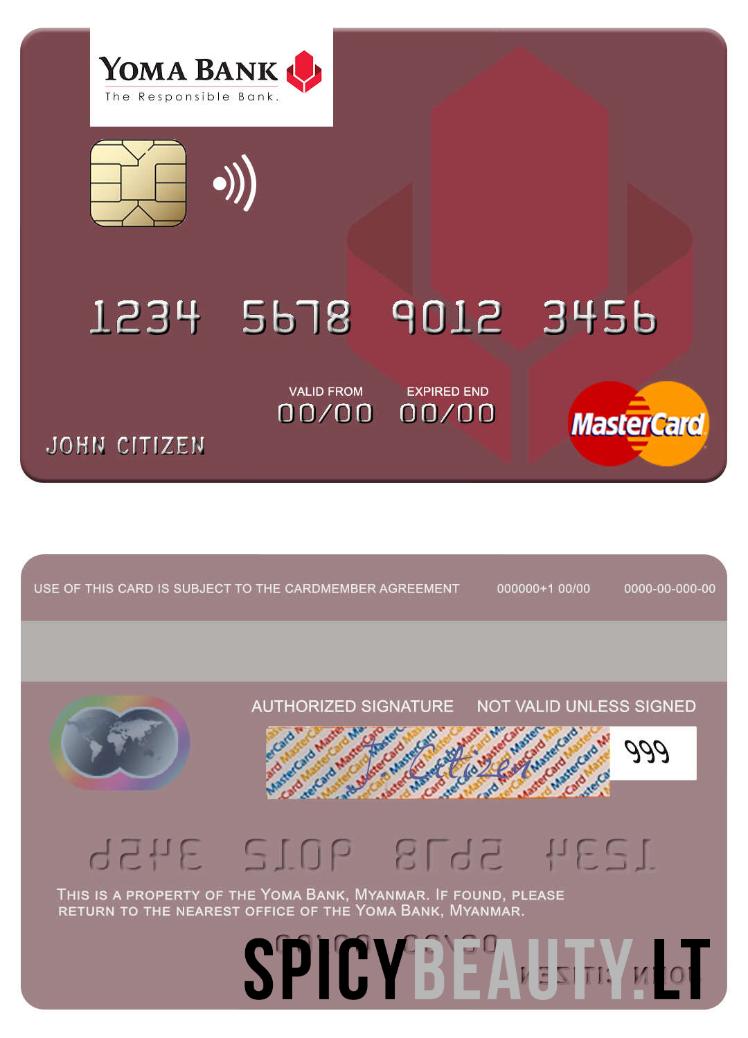 YOMA BANK
The Responsible Bank.
1234 5678 9012 3456
VALID FROM EXPIRED END
00/00 00/00
MasterCard
JOHN CITIZEN
USE OF THIS CARD IS SUBJECT TO THE CARDMEMBER AGREEMENT 000000+1 00/00 0000-00-000-00
AUTHORIZED SIGNATURE NOT VALID UNLESS SIGNED
J. Citizen
999
THIS IS A PROPERTY OF THE YOMA BANK, MYANMAR. IF FOUND, PLEASE
RETURN TO THE NEAREST OFFICE OF THE YOMA BANK, MYANMAR.
SPICYBEAUTY.LT